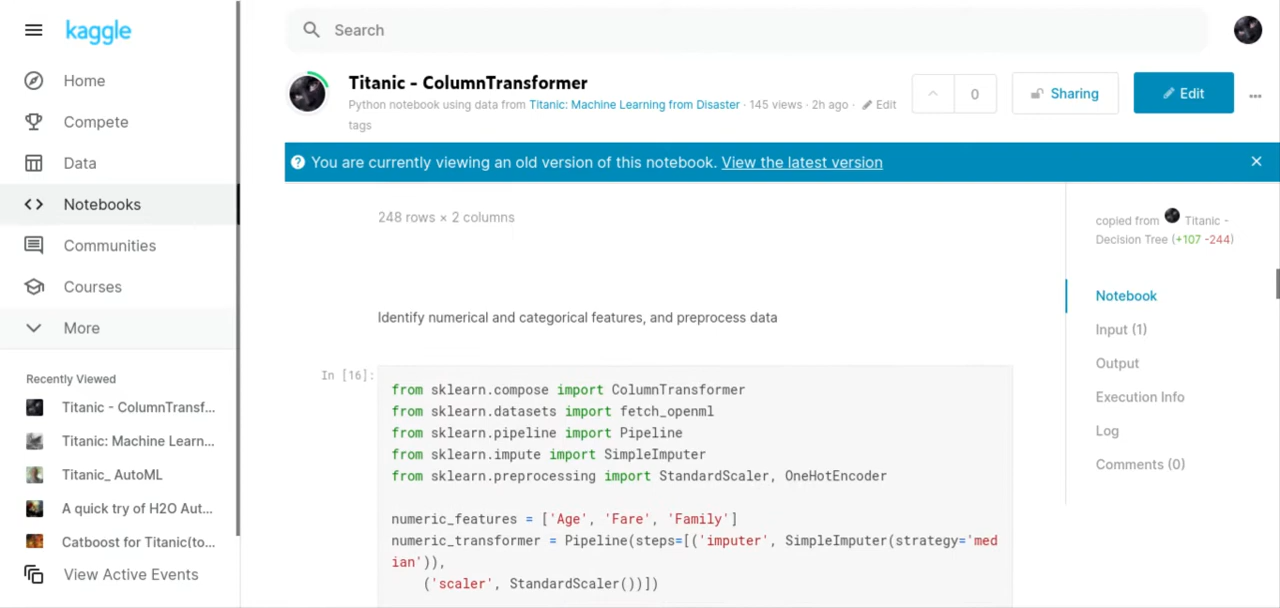 kaggle
Search
Home
Compete
Data
Notebooks
Communities
Courses
More
Recently Viewed
Titanic - ColumnTransf...
Titanic: Machine Learn...
Titanic_ AutoML
A quick try of H2O Aut...
Catboost for Titanic(to...
View Active Events
Titanic - ColumnTransformer
Python notebook using data from Titanic: Machine Learning from Disaster · 145 views · 2h ago · Edit
tags
0
Sharing
Edit
...
You are currently viewing an old version of this notebook. View the latest version
248 rows × 2 columns
Identify numerical and categorical features, and preprocess data
In [16]:
from sklearn.compose import ColumnTransformer
from sklearn.datasets import fetch_openml
from sklearn.pipeline import Pipeline
from sklearn.impute import SimpleImputer
from sklearn.preprocessing import StandardScaler, OneHotEncoder
numeric_features = ['Age', 'Fare', 'Family']
numeric_transformer = Pipeline(steps=[('imputer', SimpleImputer(strategy='med
ian')),
('scaler', StandardScaler())])
copied from Titanic -
Decision Tree (+107 -244)
Notebook
Input (1)
Output
Execution Info
Log
Comments (0)